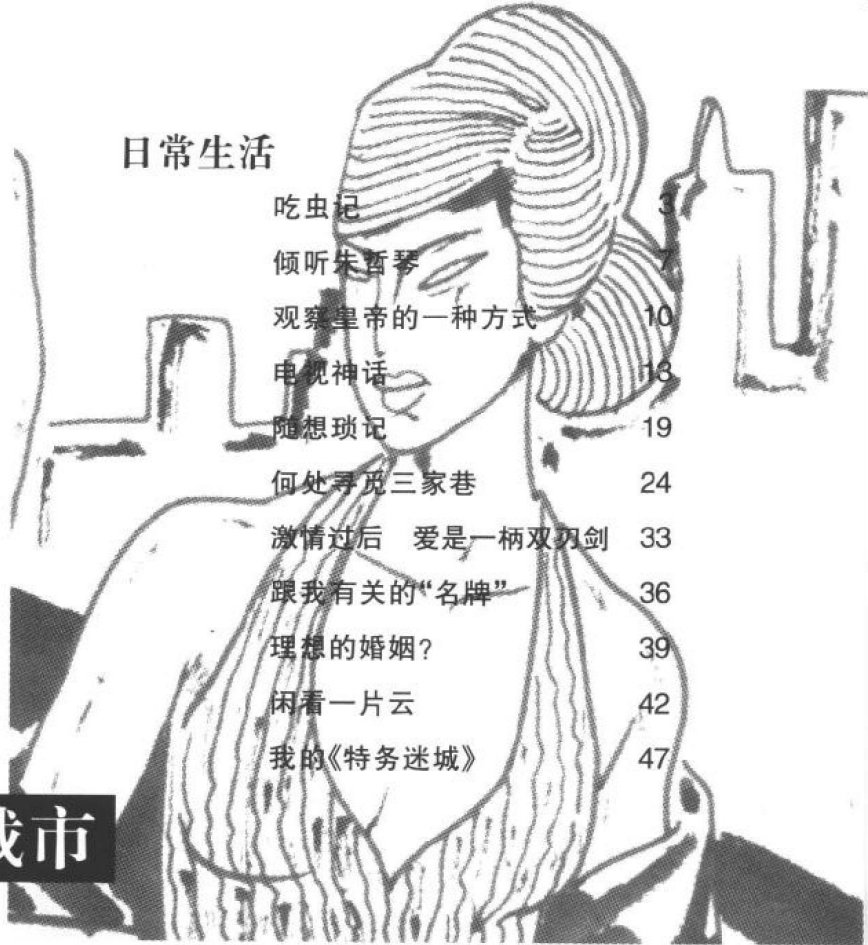 日常生活
吃虫记 3
倾听朱哲琴 7
观察皇帝的一种方式 10
电视神话 13
随想琐记 19
何处寻觅三家巷 24
激情过后 爱是一柄双刃剑 33
跟我有关的“名牌” 36
理想的婚姻? 39
闲看一片云 42
我的《特务迷城》 47
城市